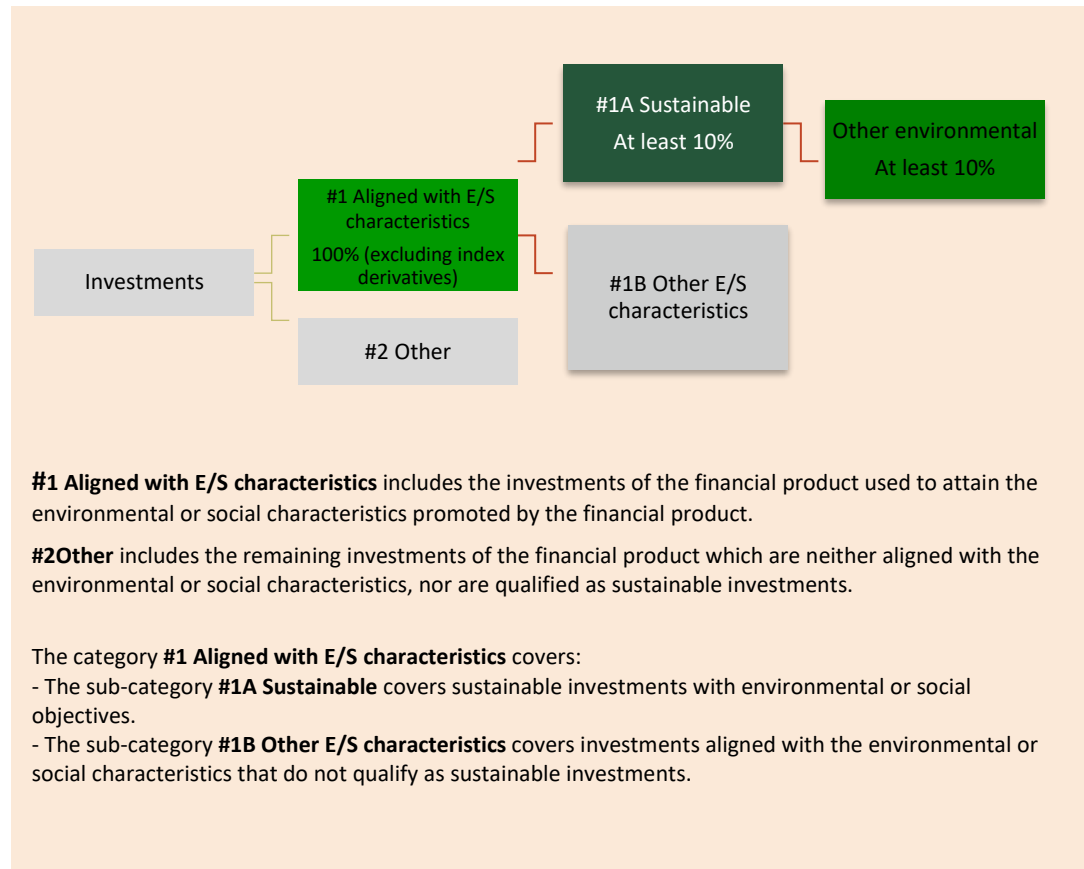 #1A Sustainable
At least 10%
Other environmental
At least 10%
#1 Aligned with E/S
characteristics
100% (excluding index
derivatives)
Investments
#1B Other E/S
characteristics
#2 Other
#1 Aligned with E/S characteristics includes the investments of the financial product used to attain the
environmental or social characteristics promoted by the financial product.
#2Other includes the remaining investments of the financial product which are neither aligned with the
environmental or social characteristics, nor are qualified as sustainable investments.
The category #1 Aligned with E/S characteristics covers:
- The sub-category #1A Sustainable covers sustainable investments with environmental or social
objectives.
- The sub-category #1B Other E/S characteristics covers investments aligned with the environmental or
social characteristics that do not qualify as sustainable investments.